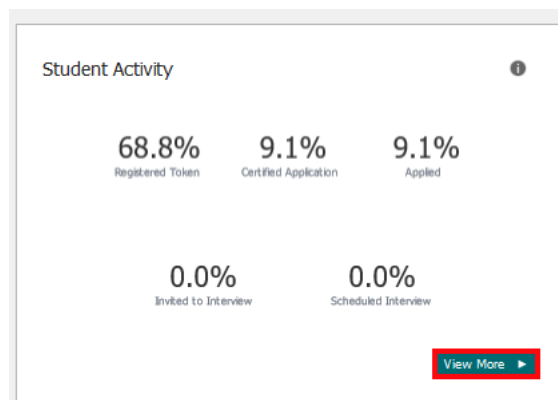 Student Activity
68.8% 9.1% 9.1%
Registered Token Certified Application Applied
0.0% 0.0%
Invited to Interview Scheduled Interview
View More